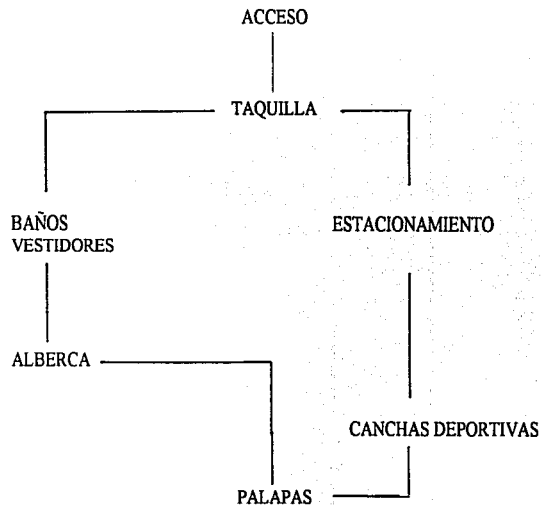 ACCESO
TAQUILLA
BAÑOS
VESTIDORES
ESTACIONAMIENTO
ALBERCA
CANCHAS DEPORTIVAS
PALAPAS